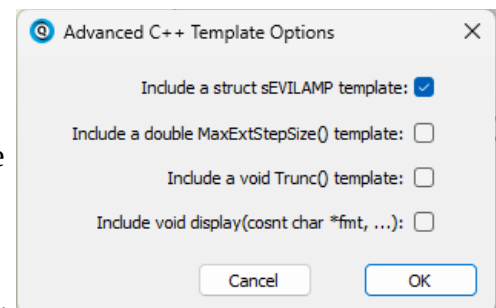 Advanced C++ Template Options
Include a struct sEVILAMP template:
Include a double MaxExtStepSize() template:
Include a void Trunc() template:
Include void display(cosnt char *fmt, ...):
Cancel OK